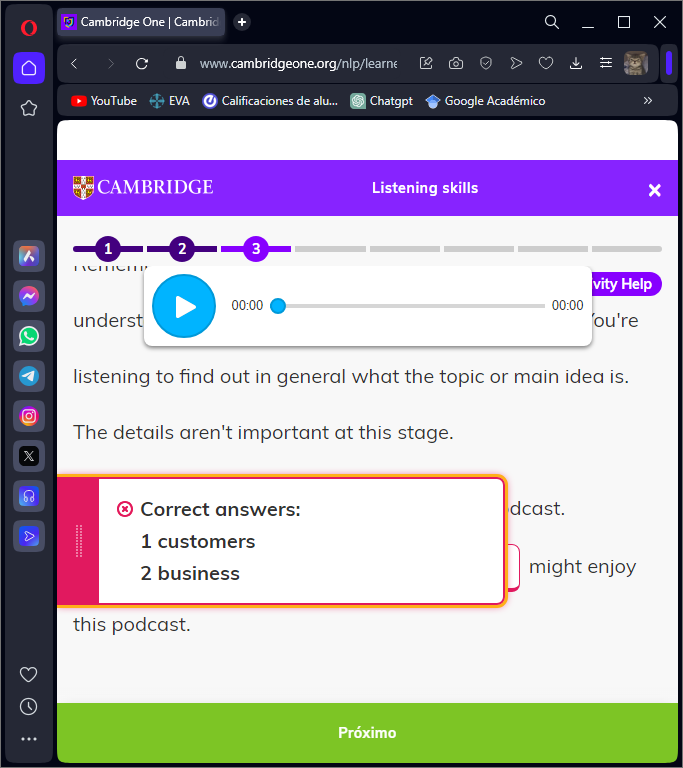 Cambridge One | Cambrid
www.cambridgeone.org/nlp/learne
YouTube
EVA
Calificaciones de alu...
Chatgpt
Google Académico
»
CAMBRIDGE
Listening skills
1
2
3
vity Help
00:00
00:00
underst
You're
listening to find out in general what the topic or main idea is.
The details aren't important at this stage.
Correct answers:
1 customers
2 business
dcast.
might enjoy
this podcast.
Próximo